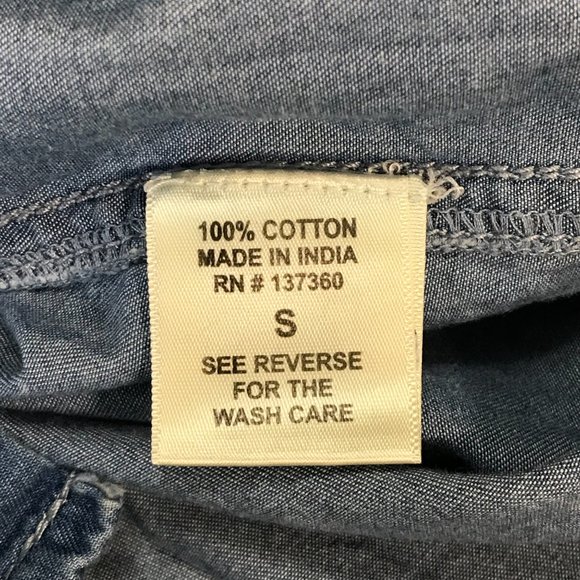 100% COTTON
MADE IN INDIA
RN # 137360
S
SEE REVERSE
FOR THE
WASH CARE